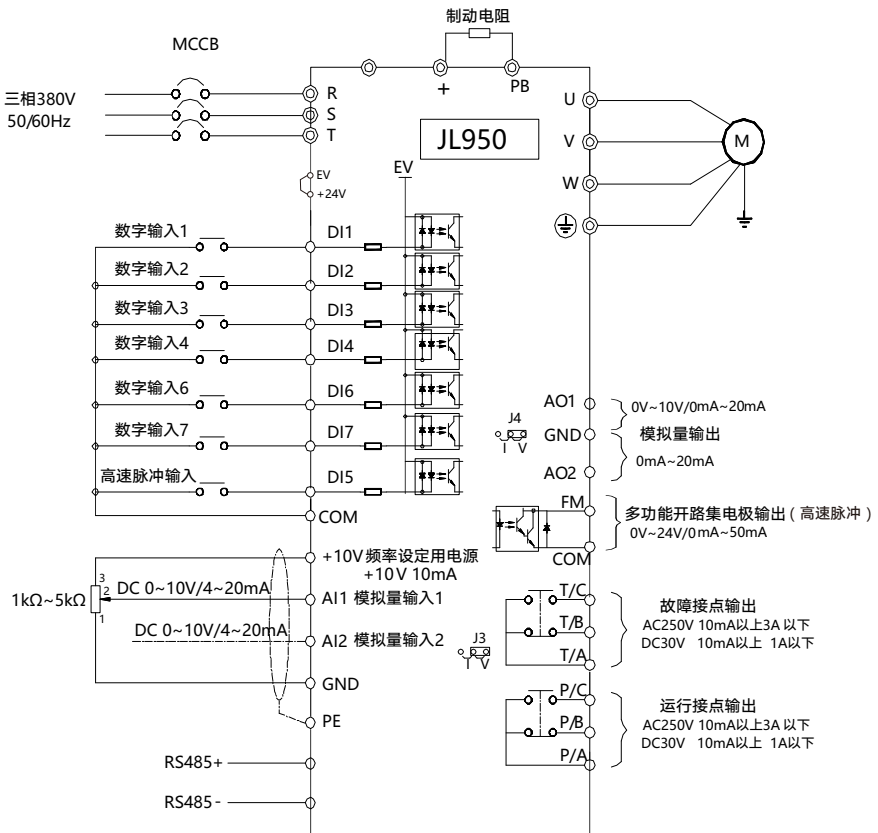 制动电阻
MCCB
+
PB
三相380V
50/60Hz
R
S
T
JL950
U
V
W
M
EV
+24V
EV
数字输入1
DI1
数字输入2
DI2
数字输入3
DI3
数字输入4
DI4
数字输入6
DI6
数字输入7
DI7
高速脉冲输入
DI5
COM
AO1
0V~10V/0mA~20mA
J4
I V
GND
模拟量输出
0mA~20mA
AO2
FM
多功能开路集电极输出（高速脉冲）
0V~24V/0mA~50mA
COM
+10V 频率设定用电源
+10V 10mA
1kΩ~5kΩ
3
2
1
DC 0~10V/4~20mA
AI1 模拟量输入1
DC 0~10V/4~20mA
AI2 模拟量输入2
J3
I V
GND
PE
T/C
T/B
T/A
故障接点输出
AC250V 10mA以上3A 以下
DC30V 10mA以上 1A以下
P/C
P/B
P/A
运行接点输出
AC250V 10mA以上3A 以下
DC30V 10mA以上 1A以下
RS485+
RS485-